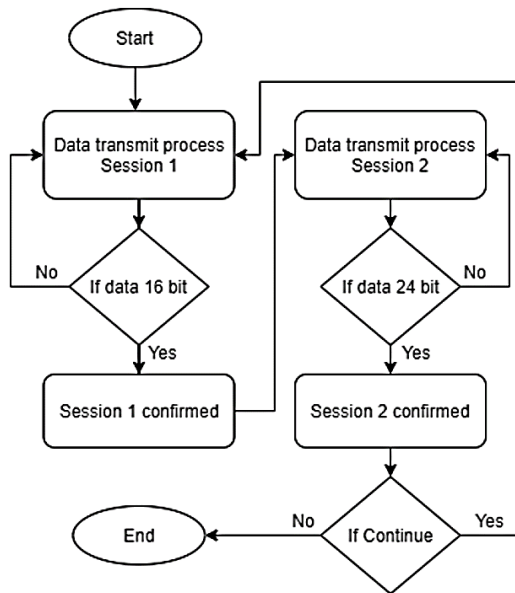 Start
Data transmit process
Session 1
No
If data 16 bit
Yes
Session 1 confirmed
Data transmit process
Session 2
If data 24 bit
No
Yes
Session 2 confirmed
If Continue
No
Yes
End